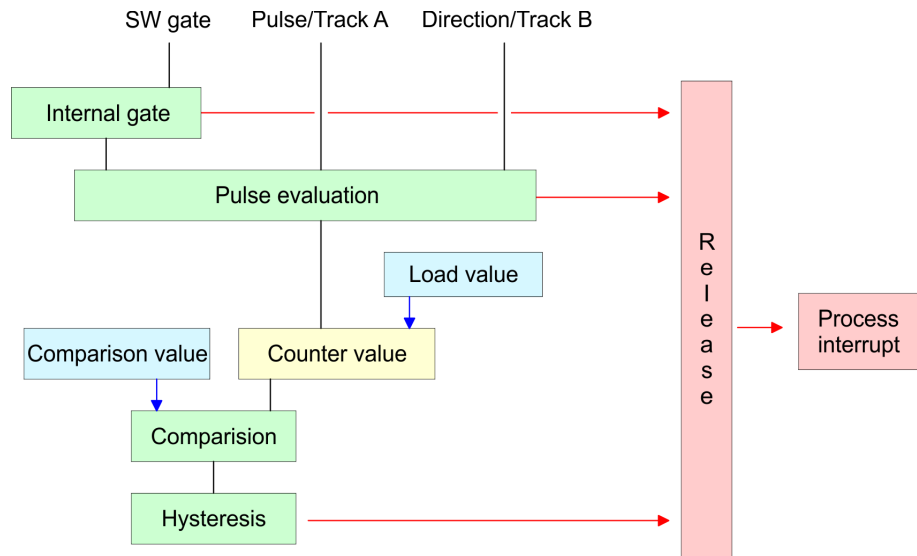 SW gate
Pulse/Track A
Direction/Track B
Internal gate
Pulse evaluation
Release
Load value
Process
interrupt
Comparison value
Counter value
Comparision
Hysteresis